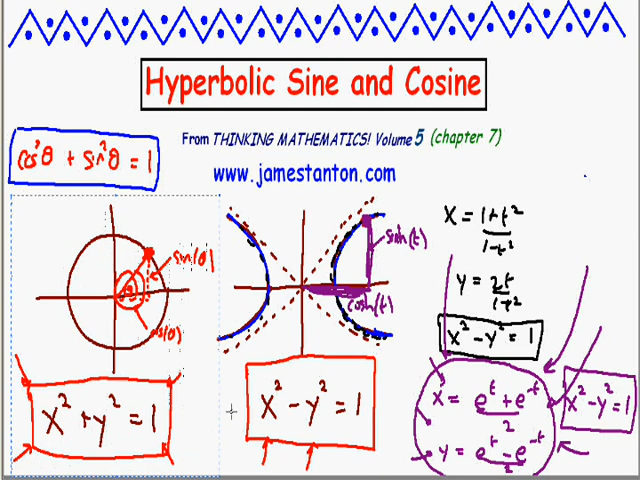 Hyperbolic Sine and Cosine
From THINKING MATHEMATICS! Volume 5 (chapter 7)
www.jamestanton.com
cos²θ + sin²θ = 1
sin(θ)
cos(θ)
x² + y² = 1
sinh(t)
cosh(t)
x² - y² = 1
x = 1+t²
1-t²
y = 2t
1-t²
x² - y² = 1
x = e^t + e^-t
2
y = e^t - e^-t
2
x² - y² = 1